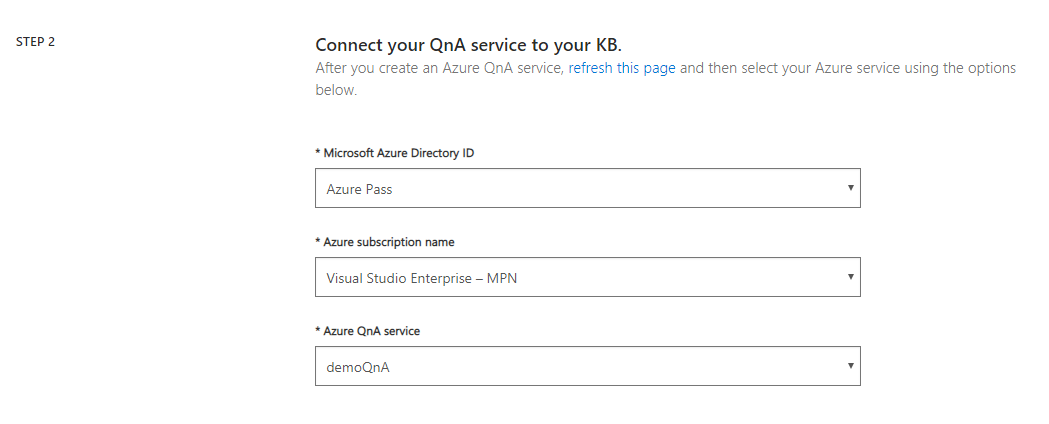 STEP 2
Connect your QnA service to your KB.
After you create an Azure QnA service, refresh this page and then select your Azure service using the options
below.
* Microsoft Azure Directory ID
Azure Pass
* Azure subscription name
Visual Studio Enterprise – MPN
* Azure QnA service
demoQnA